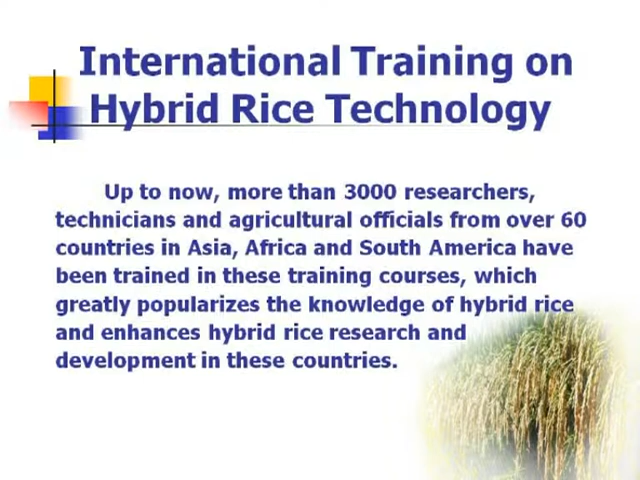 International Training on
Hybrid Rice Technology
Up to now, more than 3000 researchers,
technicians and agricultural officials from over 60
countries in Asia, Africa and South America have
been trained in these training courses, which
greatly popularizes the knowledge of hybrid rice
and enhances hybrid rice research and
development in these countries.